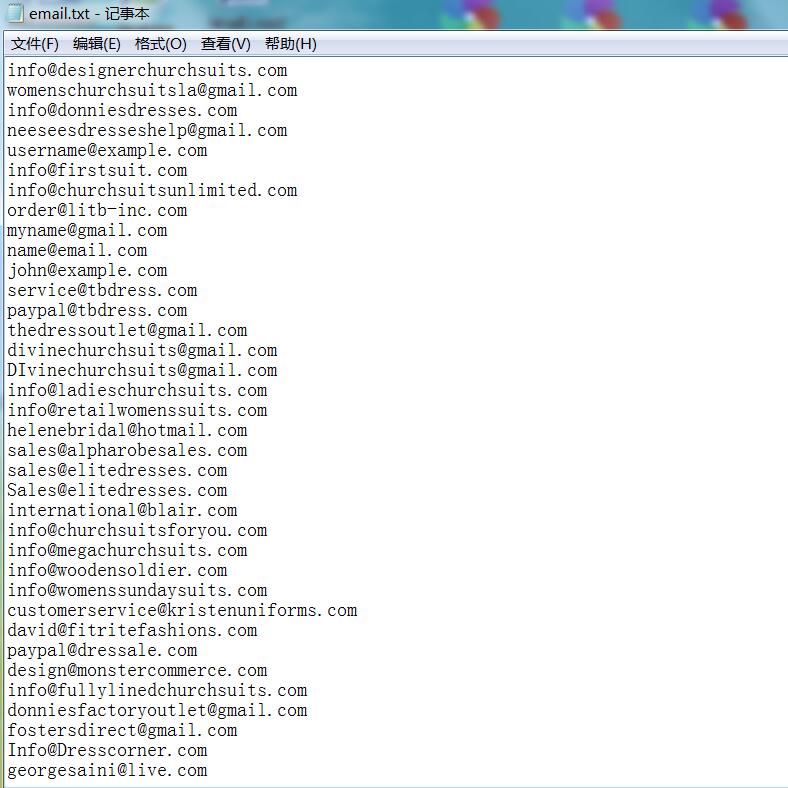 email.txt - 记事本
文件(F) 编辑(E) 格式(O) 查看(V) 帮助(H)
info@designerchurchsuits.com
womenschurchsuitsla@gmail.com
info@donniesdresses.com
neeseesdresseshelp@gmail.com
username@example.com
info@firstsuit.com
info@churchsuitsunlimited.com
order@litb-inc.com
myname@gmail.com
name@email.com
john@example.com
service@tbdress.com
paypal@tbdress.com
thedressoutlet@gmail.com
divinechurchsuits@gmail.com
DIvinechurchsuits@gmail.com
info@ladieschurchsuits.com
info@retailwomenssuits.com
helenebridal@hotmail.com
sales@alpharobesales.com
sales@elitedresses.com
Sales@elitedresses.com
international@blair.com
info@churchsuitsforyou.com
info@megachurchsuits.com
info@woodensoldier.com
info@womenssundaysuits.com
customerservice@kristenuniforms.com
david@fitritefashions.com
paypal@dressale.com
design@monstercommerce.com
info@fullylinedchurchsuits.com
donniesfactoryoutlet@gmail.com
fostersdirect@gmail.com
Info@Dresscorner.com
georgesaini@live.com